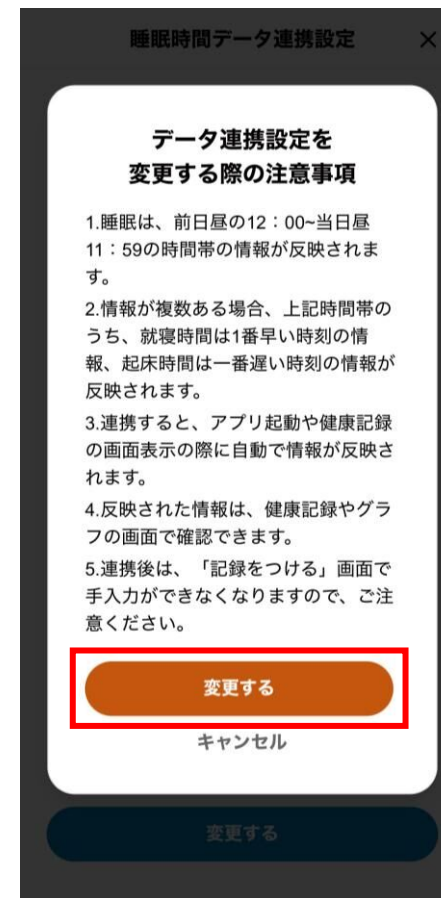 睡眠時間データ連携設定 ×
データ連携設定を
変更する際の注意事項
1.睡眠は、前日昼の12：00~当日昼
11：59の時間帯の情報が反映されま
す。
2.情報が複数ある場合、上記時間帯の
うち、就寝時間は1番早い時刻の情
報、起床時間は一番遅い時刻の情報が
反映されます。
3.連携すると、アプリ起動や健康記録
の画面表示の際に自動で情報が反映さ
れます。
4.反映された情報は、健康記録やグラ
フの画面で確認できます。
5.連携後は、「記録をつける」画面で
手入力ができなくなりますので、ご注
意ください。
変更する
キャンセル
変更する